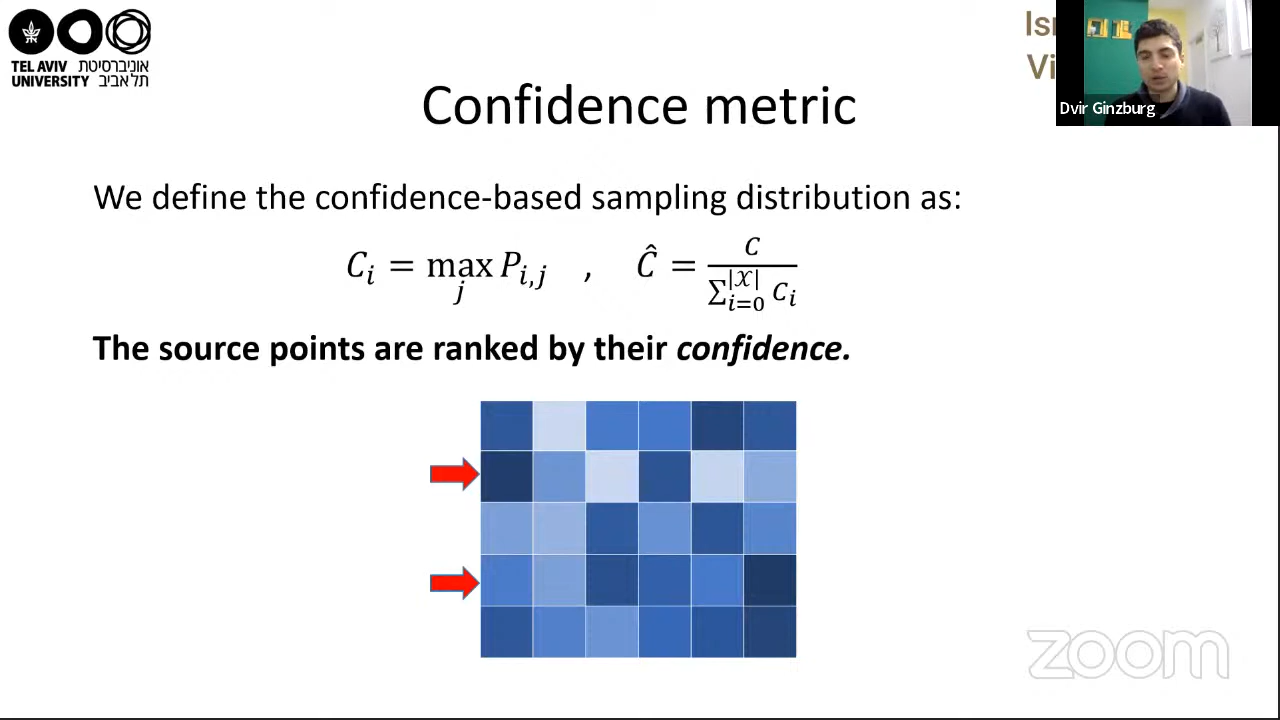 TEL AVIV אוניברסיטת
UNIVERSITY תל אביב
Dvir Ginzburg
Confidence metric
We define the confidence-based sampling distribution as:
C_i = max_j P_{i,j} , Ĉ = C / ∑_{i=0}^{|𝒳|} C_i
The source points are ranked by their confidence.
zoom